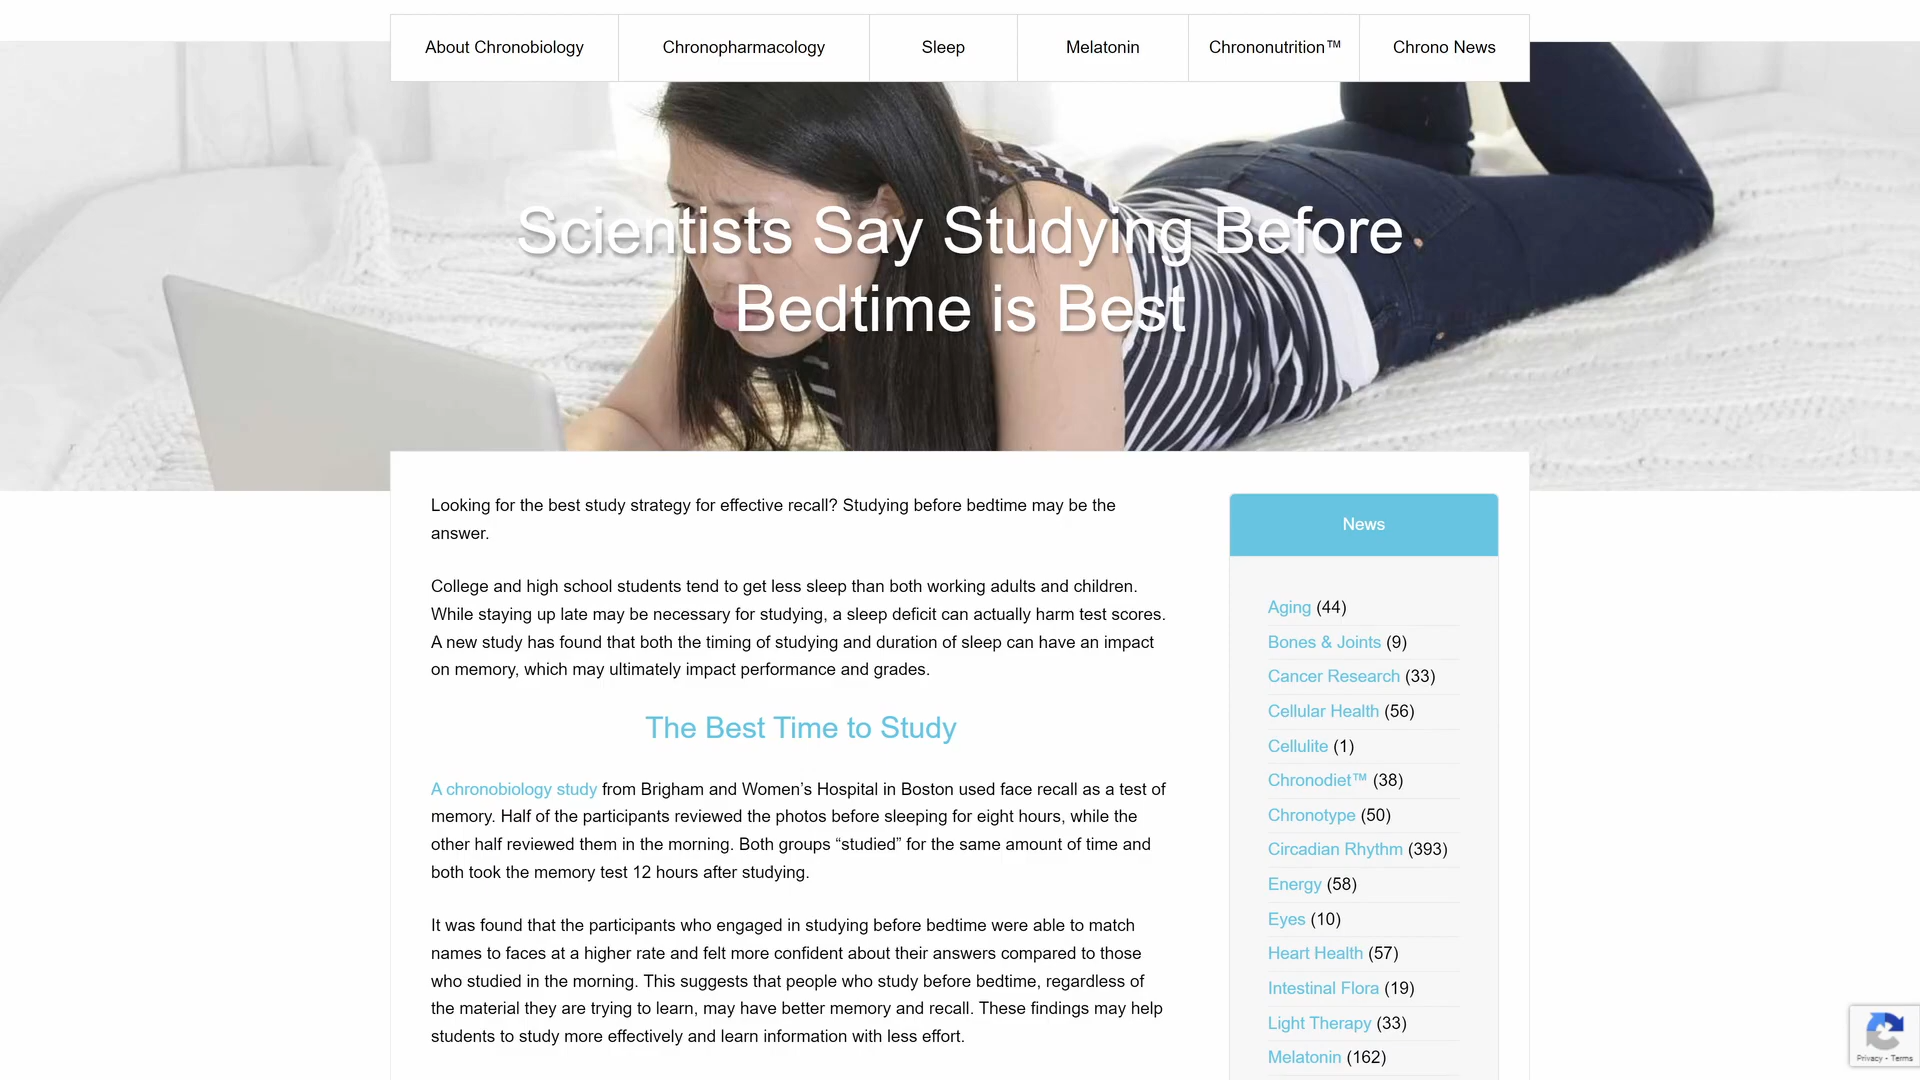 About Chronobiology
Chronopharmacology
Sleep
Melatonin
Chrononutrition™
Chrono News
Scientists Say Studying Before
Bedtime is Best
Looking for the best study strategy for effective recall? Studying before bedtime may be the
answer.
College and high school students tend to get less sleep than both working adults and children.
While staying up late may be necessary for studying, a sleep deficit can actually harm test scores.
A new study has found that both the timing of studying and duration of sleep can have an impact
on memory, which may ultimately impact performance and grades.
The Best Time to Study
A chronobiology study from Brigham and Women’s Hospital in Boston used face recall as a test of
memory. Half of the participants reviewed the photos before sleeping for eight hours, while the
other half reviewed them in the morning. Both groups “studied” for the same amount of time and
both took the memory test 12 hours after studying.
It was found that the participants who engaged in studying before bedtime were able to match
names to faces at a higher rate and felt more confident about their answers compared to those
who studied in the morning. This suggests that people who study before bedtime, regardless of
the material they are trying to learn, may have better memory and recall. These findings may help
students to study more effectively and learn information with less effort.
News
Aging (44)
Bones & Joints (9)
Cancer Research (33)
Cellular Health (56)
Cellulite (1)
Chronodiet™ (38)
Chronotype (50)
Circadian Rhythm (393)
Energy (58)
Eyes (10)
Heart Health (57)
Intestinal Flora (19)
Light Therapy (33)
Melatonin (162)
Privacy - Terms